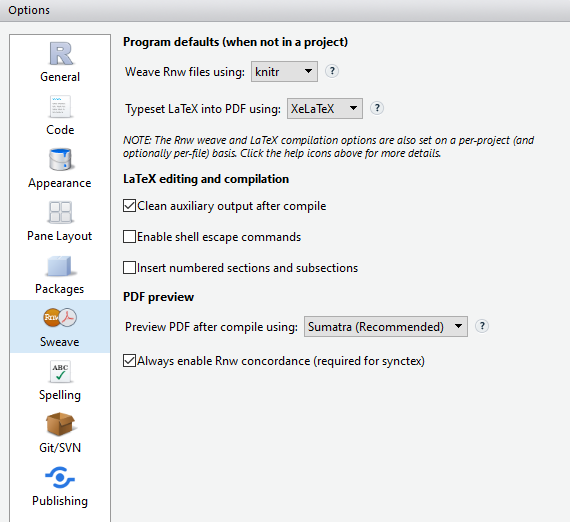 Options
General
Code
Appearance
Pane Layout
Packages
Rnw
Sweave
ABC
Spelling
Git/SVN
Publishing
Program defaults (when not in a project)
Weave Rnw files using: knitr ?
Typeset LaTeX into PDF using: XeLaTeX ?
NOTE: The Rnw weave and LaTeX compilation options are also set on a per-project (and
optionally per-file) basis. Click the help icons above for more details.
LaTeX editing and compilation
Clean auxiliary output after compile
Enable shell escape commands
Insert numbered sections and subsections
PDF preview
Preview PDF after compile using: Sumatra (Recommended) ?
Always enable Rnw concordance (required for synctex)